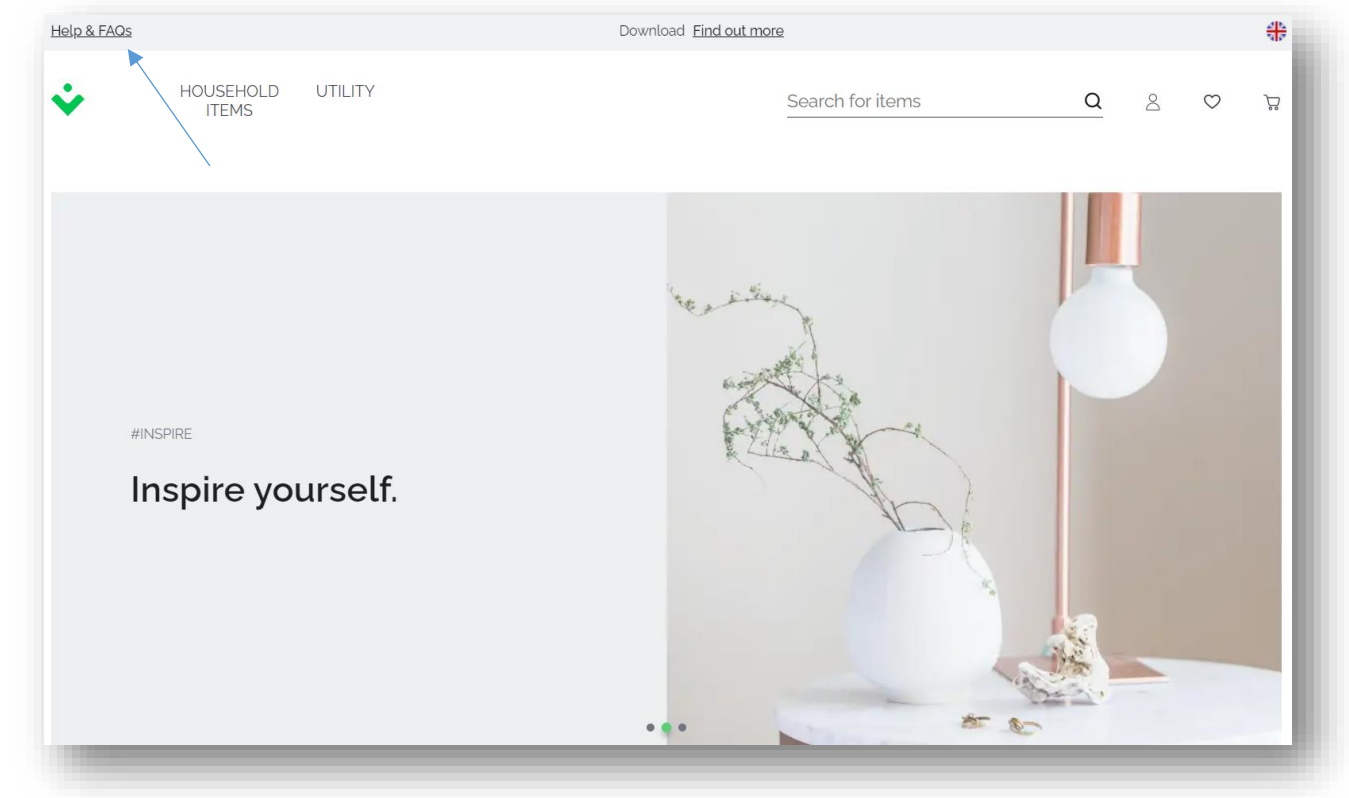 Help & FAQs
Download Find out more
HOUSEHOLD
ITEMS
UTILITY
Search for items
#INSPIRE
Inspire yourself.